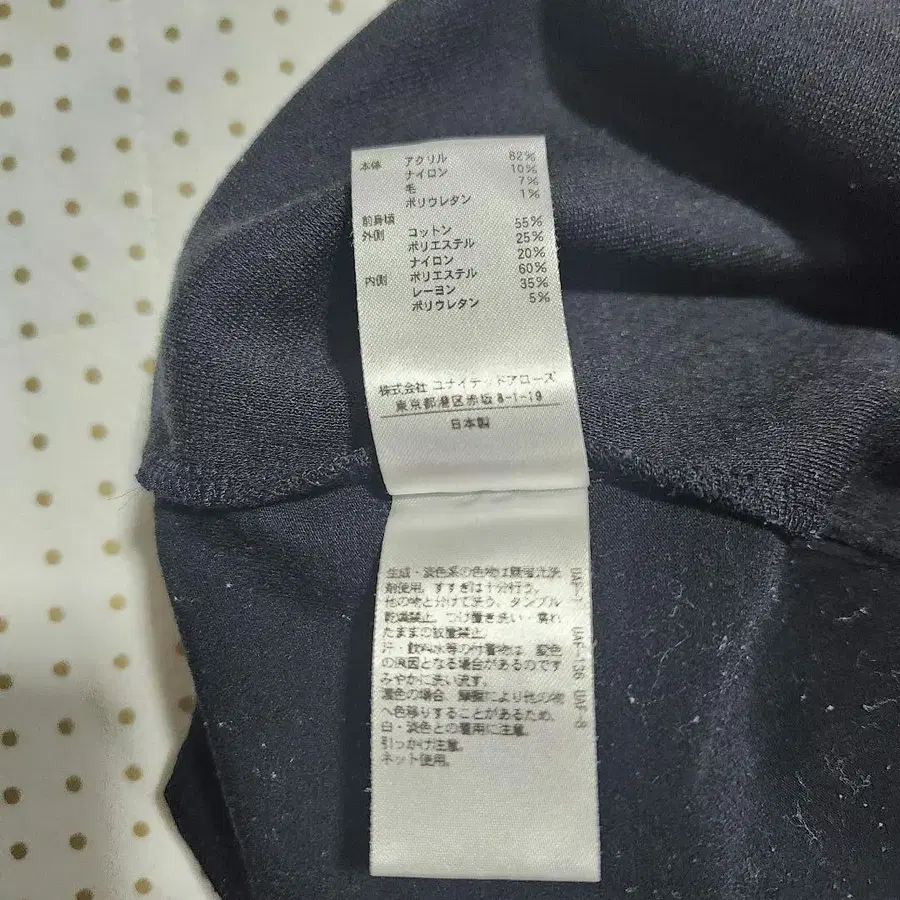 本体 アクリル 82%
ナイロン 10%
毛 7%
ポリウレタン 1%
前身頃
外側 コットン 55%
ポリエステル 25%
ナイロン 20%
内側 ポリエステル 60%
レーヨン 35%
ポリウレタン 5%
株式会社 ユナイテッドアローズ
東京都港区赤坂 8-1-19
日本製
生成・淡色系の色物は無蛍光洗
剤使用。すすぎは十分行う。
他の物と分けて洗う。タンブル
乾燥禁止。つけ置き洗い・濡れ
たままの放置禁止。
汗・飲料水等の付着物は、変色
の原因となる場合があるのです
みやかに洗い流す。
濃色の場合、摩擦により他の物
へ色移りすることがあるため、
白・淡色との着用に注意。
引っかけ注意。
ネット使用。
UAF-1 UAF-136 UAF-8